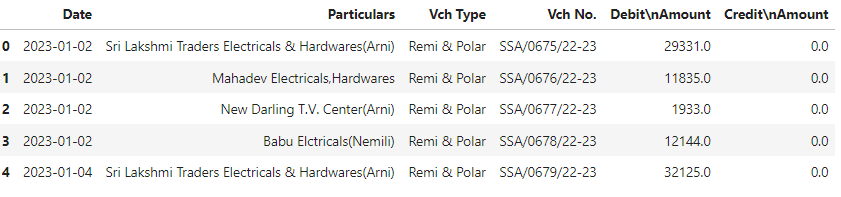 Date Particulars Vch Type Vch No. Debit\nAmount Credit\nAmount
0 2023-01-02 Sri Lakshmi Traders Electricals & Hardwares(Arni) Remi & Polar SSA/0675/22-23 29331.0 0.0
1 2023-01-02 Mahadev Electricals,Hardwares Remi & Polar SSA/0676/22-23 11835.0 0.0
2 2023-01-02 New Darling T.V. Center(Arni) Remi & Polar SSA/0677/22-23 1933.0 0.0
3 2023-01-02 Babu Elctricals(Nemili) Remi & Polar SSA/0678/22-23 12144.0 0.0
4 2023-01-04 Sri Lakshmi Traders Electricals & Hardwares(Arni) Remi & Polar SSA/0679/22-23 32125.0 0.0